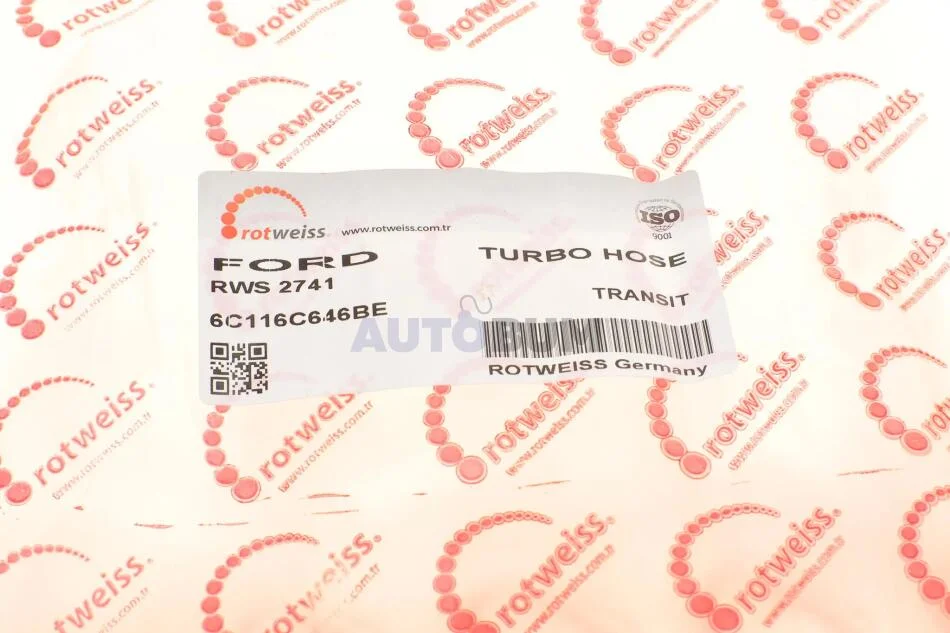 rotweiss
www.rotweiss.com.tr
ISO
9001
FORD
TURBO HOSE
RWS 2741
TRANSIT
6C116C646BE
AUTOBUM
ROTWEISS Germany
rotweiss
www.rotweiss.com.tr